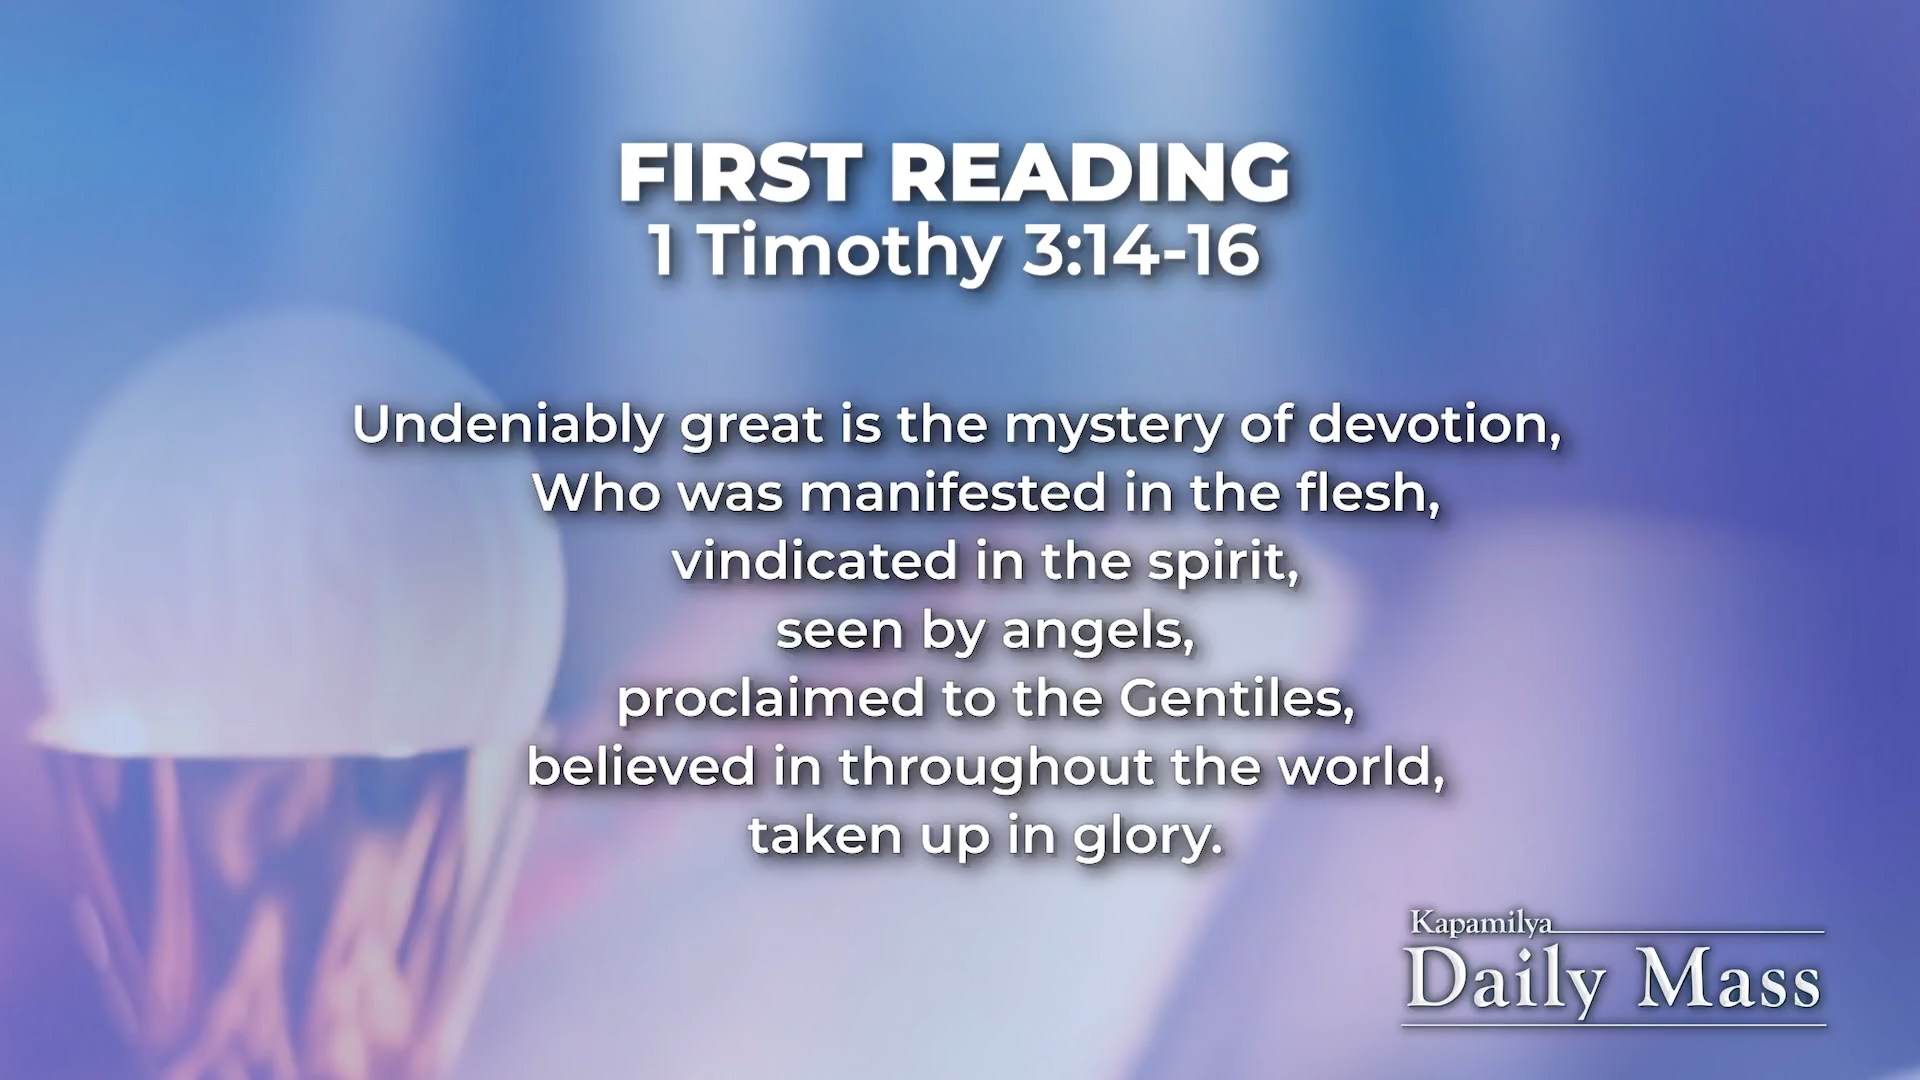 FIRST READING
1 Timothy 3:14-16
Undeniably great is the mystery of devotion,
Who was manifested in the flesh,
vindicated in the spirit,
seen by angels,
proclaimed to the Gentiles,
believed in throughout the world,
taken up in glory.
Kapamilya
Daily Mass